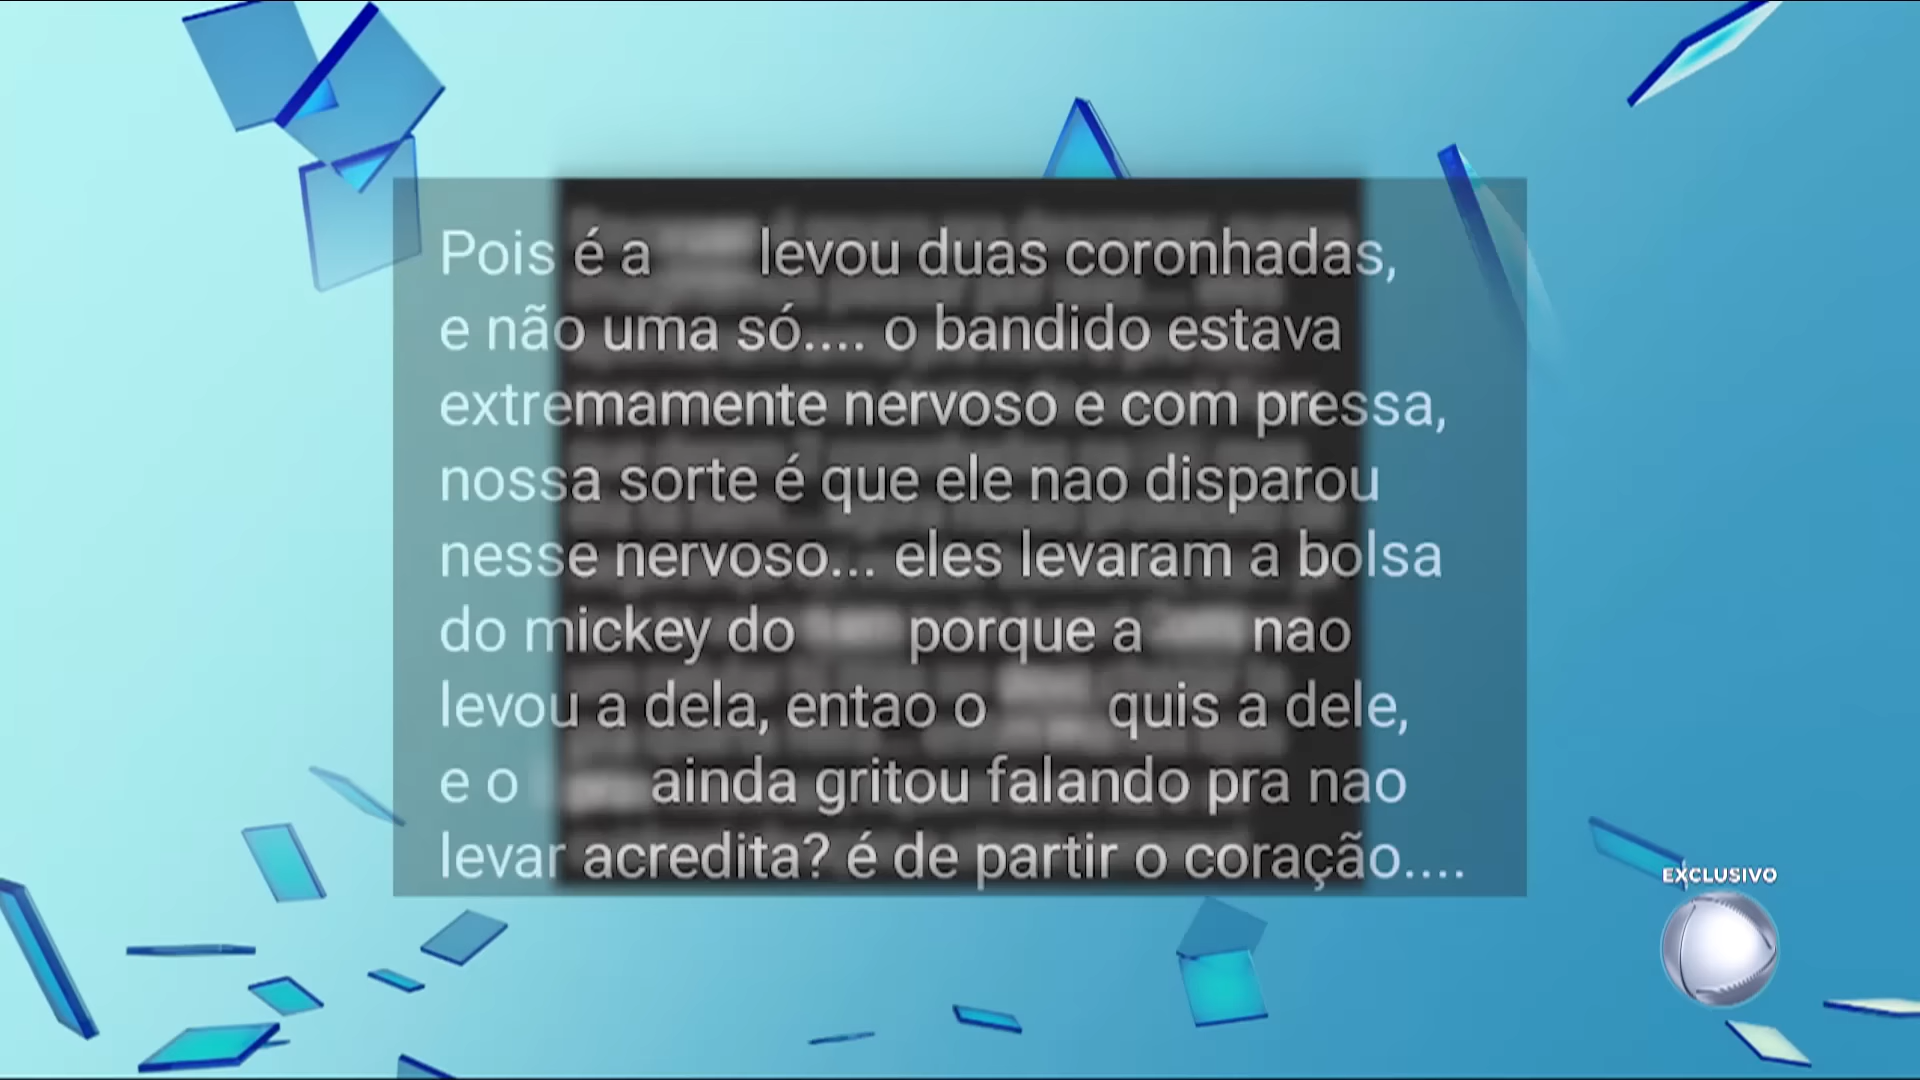 Pois é a levou duas coronhadas,
e não uma só.... o bandido estava
extremamente nervoso e com pressa,
nossa sorte é que ele nao disparou
nesse nervoso... eles levaram a bolsa
do mickey do porque a nao
levou a dela, entao o quis a dele,
e o ainda gritou falando pra nao
levar acredita? é de partir o coração....
EXCLUSIVO